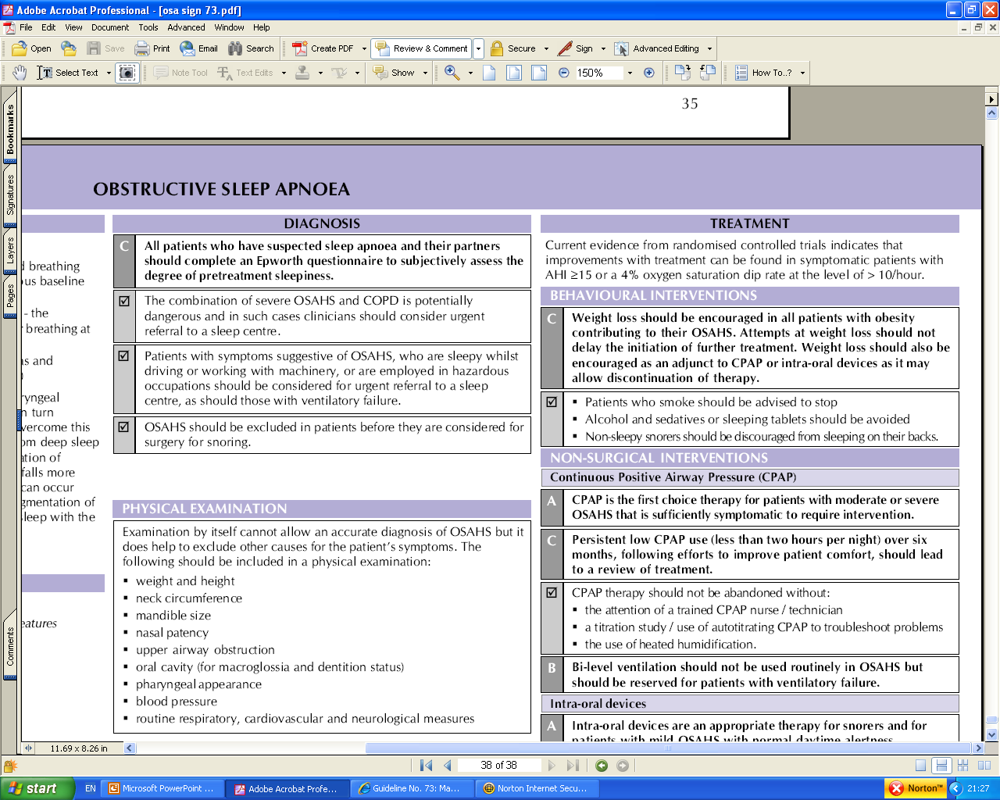 Adobe Acrobat Professional - [osa sign 73.pdf]
File Edit View Document Tools Advanced Window Help
Open Save Print Email Search Create PDF Review & Comment Secure Sign Advanced Editing
Select Text Note Tool Text Edits Show 150% How To..?
Bookmarks
Signatures
Layers
Pages
Comments
35
OBSTRUCTIVE SLEEP APNOEA
d breathing
us baseline
- the
r breathing at
ns and
)
ryngeal
n turn
vercome this
om deep sleep
ation of
falls more
can occur
gmentation of
sleep with the
eatures
DIAGNOSIS
C All patients who have suspected sleep apnoea and their partners
should complete an Epworth questionnaire to subjectively assess the
degree of pretreatment sleepiness.
☑ The combination of severe OSAHS and COPD is potentially
dangerous and in such cases clinicians should consider urgent
referral to a sleep centre.
☑ Patients with symptoms suggestive of OSAHS, who are sleepy whilst
driving or working with machinery, or are employed in hazardous
occupations should be considered for urgent referral to a sleep
centre, as should those with ventilatory failure.
☑ OSAHS should be excluded in patients before they are considered for
surgery for snoring.
PHYSICAL EXAMINATION
Examination by itself cannot allow an accurate diagnosis of OSAHS but it
does help to exclude other causes for the patient's symptoms. The
following should be included in a physical examination:
▪ weight and height
▪ neck circumference
▪ mandible size
▪ nasal patency
▪ upper airway obstruction
▪ oral cavity (for macroglossia and dentition status)
▪ pharyngeal appearance
▪ blood pressure
▪ routine respiratory, cardiovascular and neurological measures
TREATMENT
Current evidence from randomised controlled trials indicates that
improvements with treatment can be found in symptomatic patients with
AHI ≥15 or a 4% oxygen saturation dip rate at the level of > 10/hour.
BEHAVIOURAL INTERVENTIONS
C Weight loss should be encouraged in all patients with obesity
contributing to their OSAHS. Attempts at weight loss should not
delay the initiation of further treatment. Weight loss should also be
encouraged as an adjunct to CPAP or intra-oral devices as it may
allow discontinuation of therapy.
☑ ▪ Patients who smoke should be advised to stop
▪ Alcohol and sedatives or sleeping tablets should be avoided
▪ Non-sleepy snorers should be discouraged from sleeping on their backs.
NON-SURGICAL INTERVENTIONS
Continuous Positive Airway Pressure (CPAP)
A CPAP is the first choice therapy for patients with moderate or severe
OSAHS that is sufficiently symptomatic to require intervention.
C Persistent low CPAP use (less than two hours per night) over six
months, following efforts to improve patient comfort, should lead
to a review of treatment.
☑ CPAP therapy should not be abandoned without:
▪ the attention of a trained CPAP nurse / technician
▪ a titration study / use of autotitrating CPAP to troubleshoot problems
▪ the use of heated humidification.
B Bi-level ventilation should not be used routinely in OSAHS but
should be reserved for patients with ventilatory failure.
Intra-oral devices
A Intra-oral devices are an appropriate therapy for snorers and for
patients with mild OSAHS with normal daytime alertness
11.69 x 8.26 in
38 of 38
start EN Microsoft PowerPoint ... Adobe Acrobat Profe... Guideline No. 73: Ma... Norton Internet Secu... Norton™ 21:27